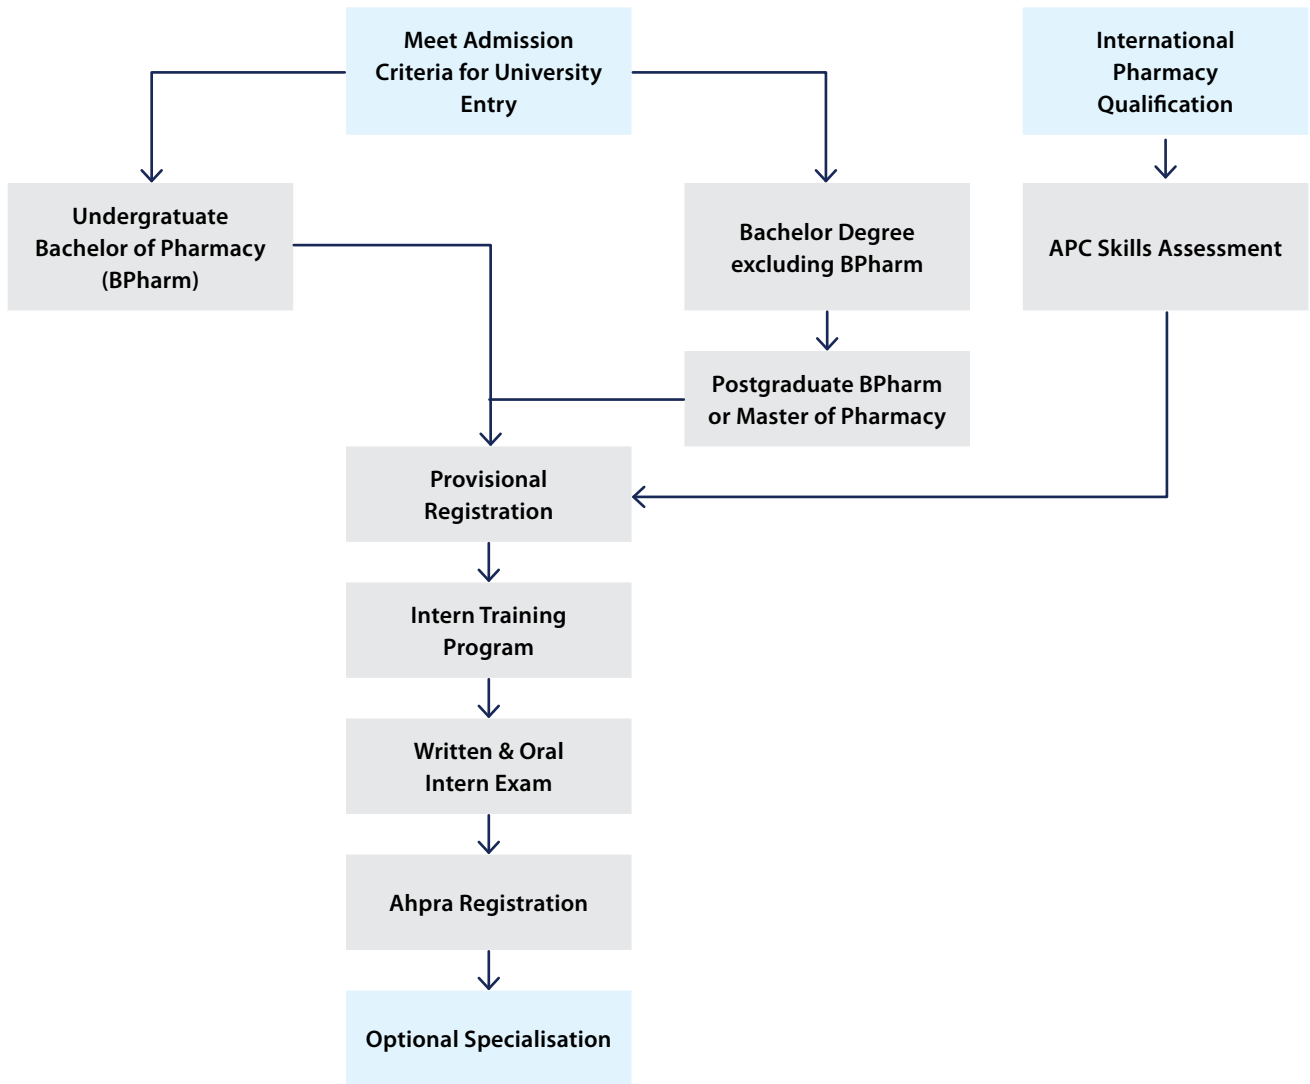 Meet Admission
Criteria for University
Entry
International
Pharmacy
Qualification
Undergratuate
Bachelor of Pharmacy
(BPharm)
Bachelor Degree
excluding BPharm
APC Skills Assessment
Postgraduate BPharm
or Master of Pharmacy
Provisional
Registration
Intern Training
Program
Written & Oral
Intern Exam
Ahpra Registration
Optional Specialisation